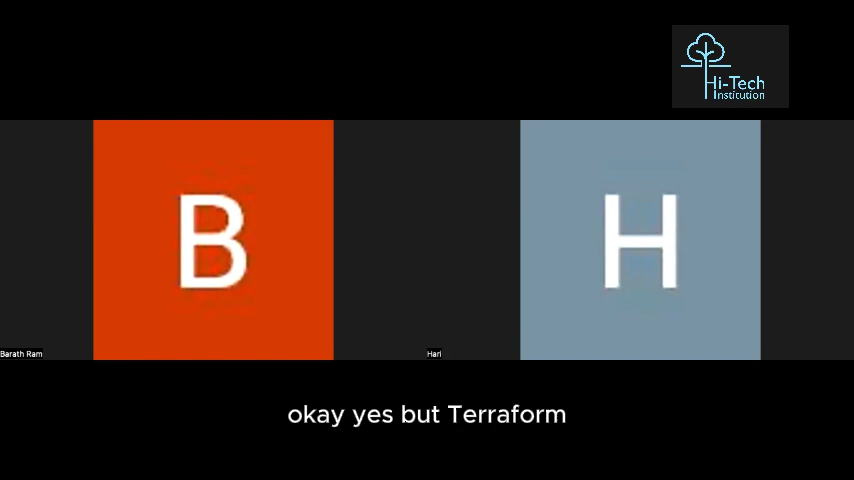 Hi-Tech
Institution
B
H
Barath Ram
Hari
okay yes but Terraform